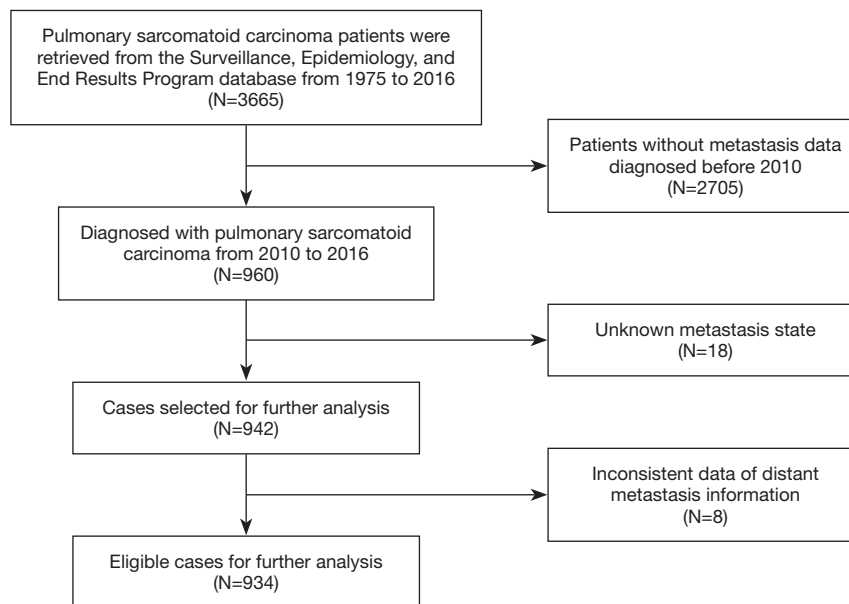 Pulmonary sarcomatoid carcinoma patients were
retrieved from the Surveillance, Epidemiology, and
End Results Program database from 1975 to 2016
(N=3665)
Patients without metastasis data
diagnosed before 2010
(N=2705)
Diagnosed with pulmonary sarcomatoid
carcinoma from 2010 to 2016
(N=960)
Unknown metastasis state
(N=18)
Cases selected for further analysis
(N=942)
Inconsistent data of distant
metastasis information
(N=8)
Eligible cases for further analysis
(N=934)